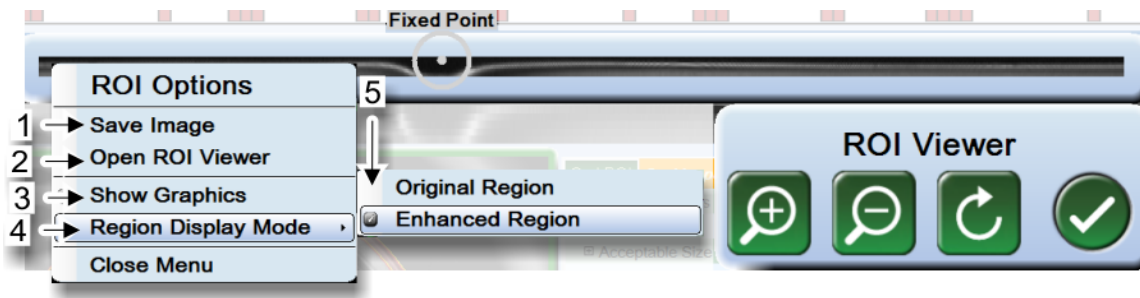 Fixed Point
ROI Options
5
1
Save Image
2
Open ROI Viewer
3
Show Graphics
4
Region Display Mode
Close Menu
Original Region
Enhanced Region
Acceptable Size
ROI Viewer